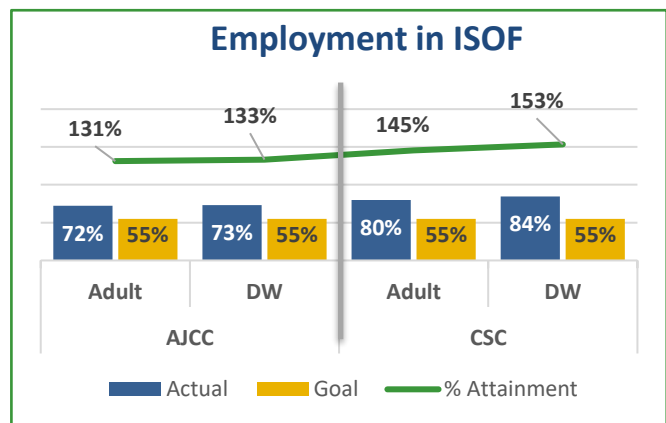 Employment in ISOF
131%
133%
145%
153%
72%
55%
73%
55%
80%
55%
84%
55%
Adult
DW
Adult
DW
AJCC
CSC
Actual
Goal
% Attainment